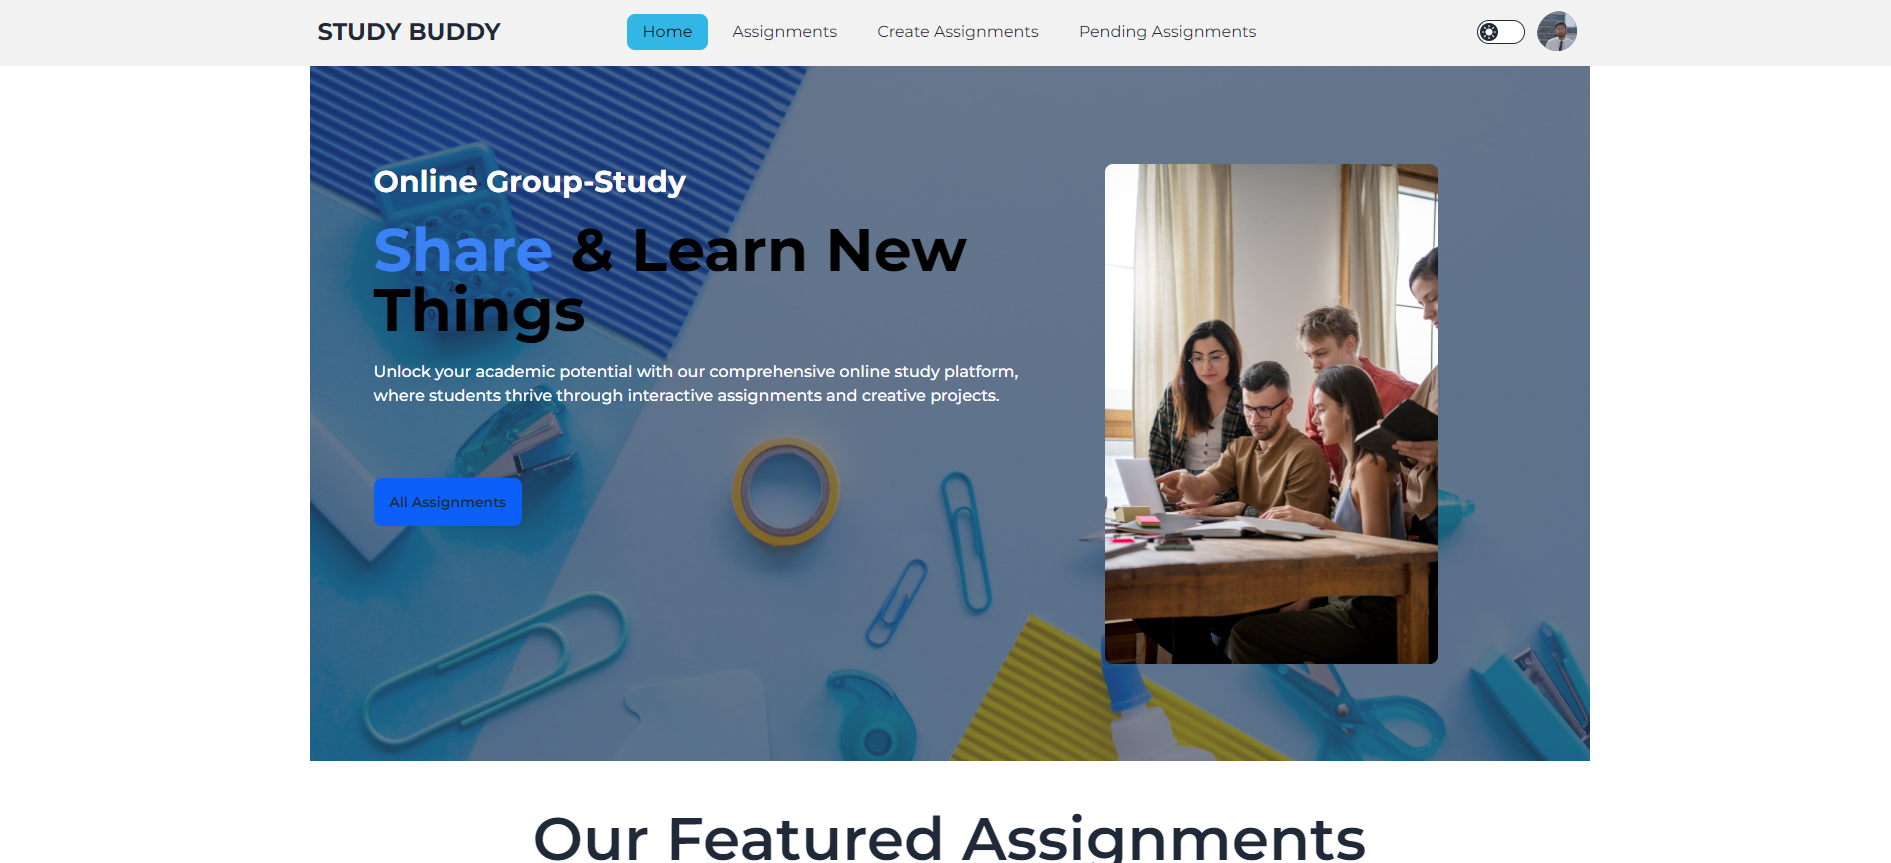 STUDY BUDDY
Home
Assignments
Create Assignments
Pending Assignments
Online Group-Study
Share & Learn New
Things
Unlock your academic potential with our comprehensive online study platform,
where students thrive through interactive assignments and creative projects.
All Assignments
Our Featured Assignments